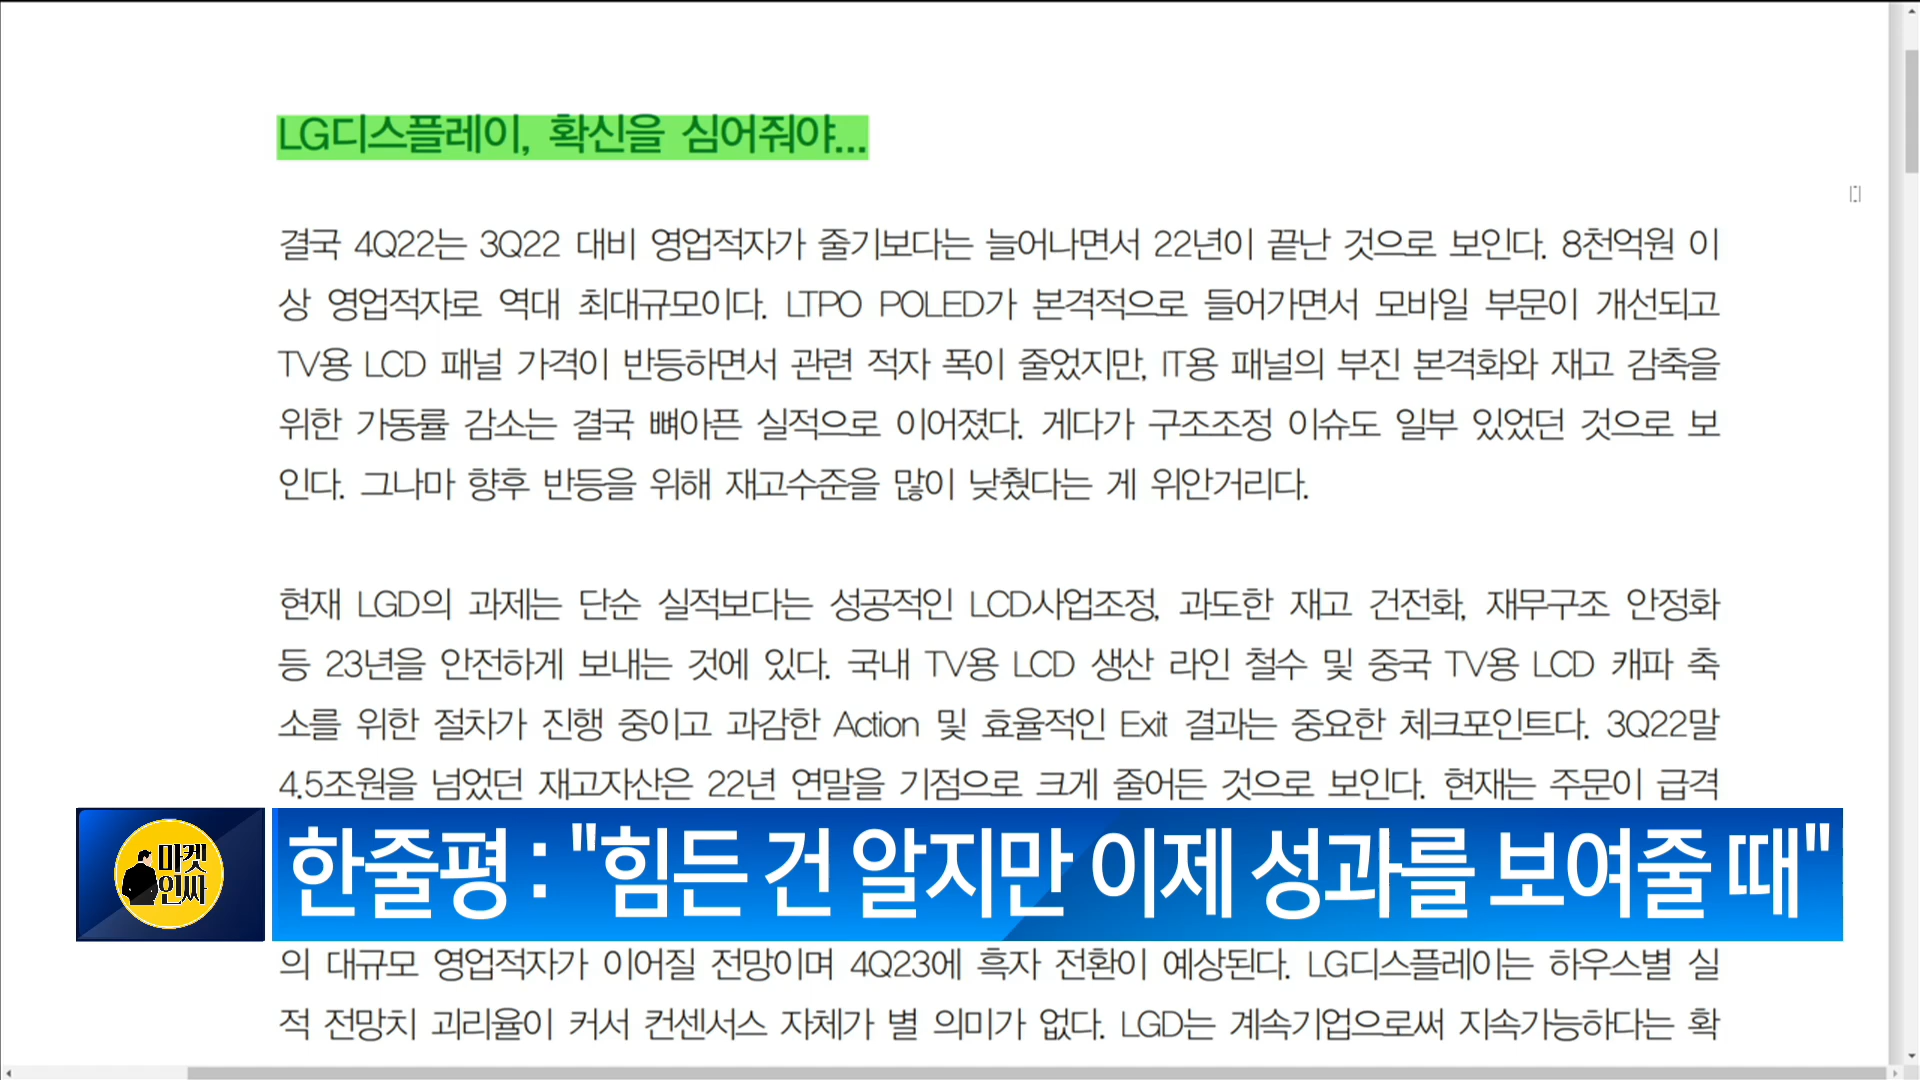 LG디스플레이, 확신을 심어줘야...
결국 4Q22는 3Q22 대비 영업적자가 줄기보다는 늘어나면서 22년이 끝난 것으로 보인다. 8천억원 이
상 영업적자로 역대 최대규모이다. LTPO POLED가 본격적으로 들어가면서 모바일 부문이 개선되고
TV용 LCD 패널 가격이 반등하면서 관련 적자 폭이 줄었지만, IT용 패널의 부진 본격화와 재고 감축을
위한 가동률 감소는 결국 뼈아픈 실적으로 이어졌다. 게다가 구조조정 이슈도 일부 있었던 것으로 보
인다. 그나마 향후 반등을 위해 재고수준을 많이 낮췄다는 게 위안거리다.
현재 LGD의 과제는 단순 실적보다는 성공적인 LCD사업조정, 과도한 재고 건전화, 재무구조 안정화
등 23년을 안전하게 보내는 것에 있다. 국내 TV용 LCD 생산 라인 철수 및 중국 TV용 LCD 캐파 축
소를 위한 절차가 진행 중이고 과감한 Action 및 효율적인 Exit 결과는 중요한 체크포인트다. 3Q22말
4.5조원을 넘었던 재고자산은 22년 연말을 기점으로 크게 줄어든 것으로 보인다. 현재는 주문이 급격
마켓
인싸
한줄평 : "힘든 건 알지만 이제 성과를 보여줄 때"
의 대규모 영업적자가 이어질 전망이며 4Q23에 흑자 전환이 예상된다. LG디스플레이는 하우스별 실
적 전망치 괴리율이 커서 컨센서스 자체가 별 의미가 없다. LGD는 계속기업으로써 지속가능하다는 확